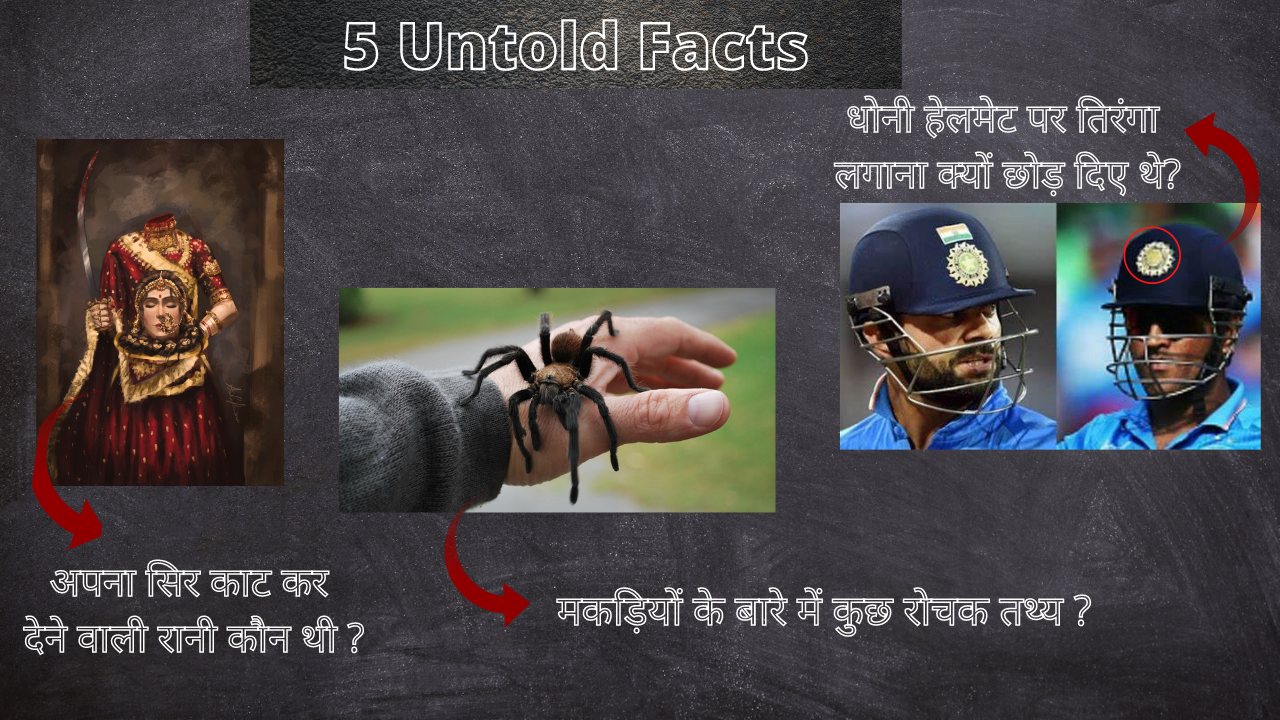 5 Untold Facts
धोनी हेलमेट पर तिरंगा
लगाना क्यों छोड़ दिए थे?
अपना सिर काट कर
देने वाली रानी कौन थी ?
मकड़ियों के बारे में कुछ रोचक तथ्य ?